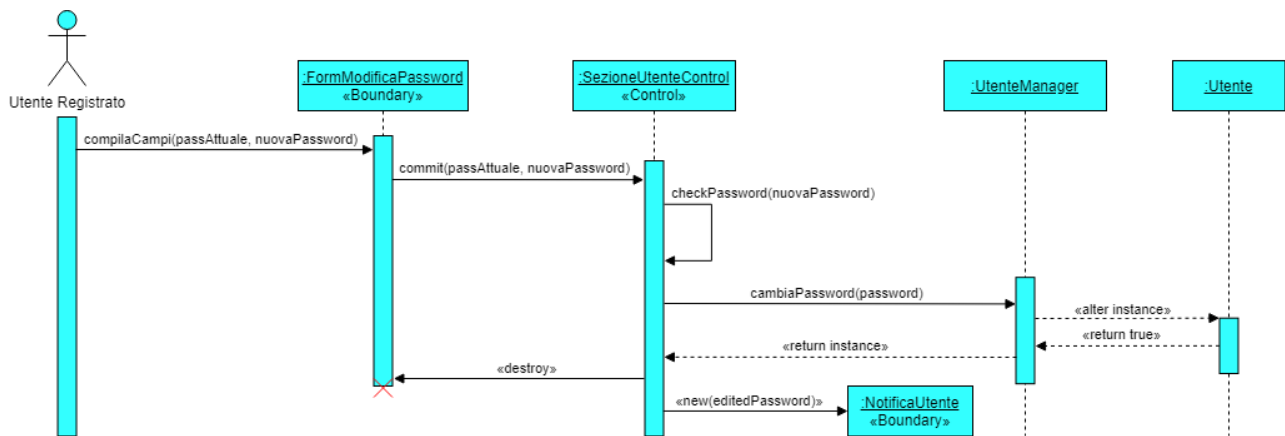 :FormModificaPassword
«Boundary»
:SezioneUtenteControl
«Control»
:UtenteManager
:Utente
Utente Registrato
compilaCampi(passAttuale, nuovaPassword)
commit(passAttuale, nuovaPassword)
checkPassword(nuovaPassword)
cambiaPassword(password)
«alter instance»
«return true»
«return instance»
«destroy»
«new(editedPassword)»
:NotificaUtente
«Boundary»